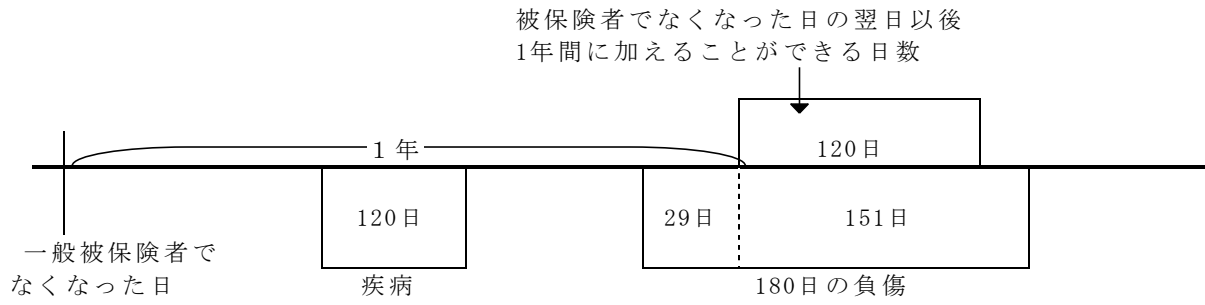 被保険者でなくなった日の翌日以後
1年間に加えることができる日数
120日
1年
120日
29日
151日
一般被保険者で
なくなった日
疾病
180日の負傷